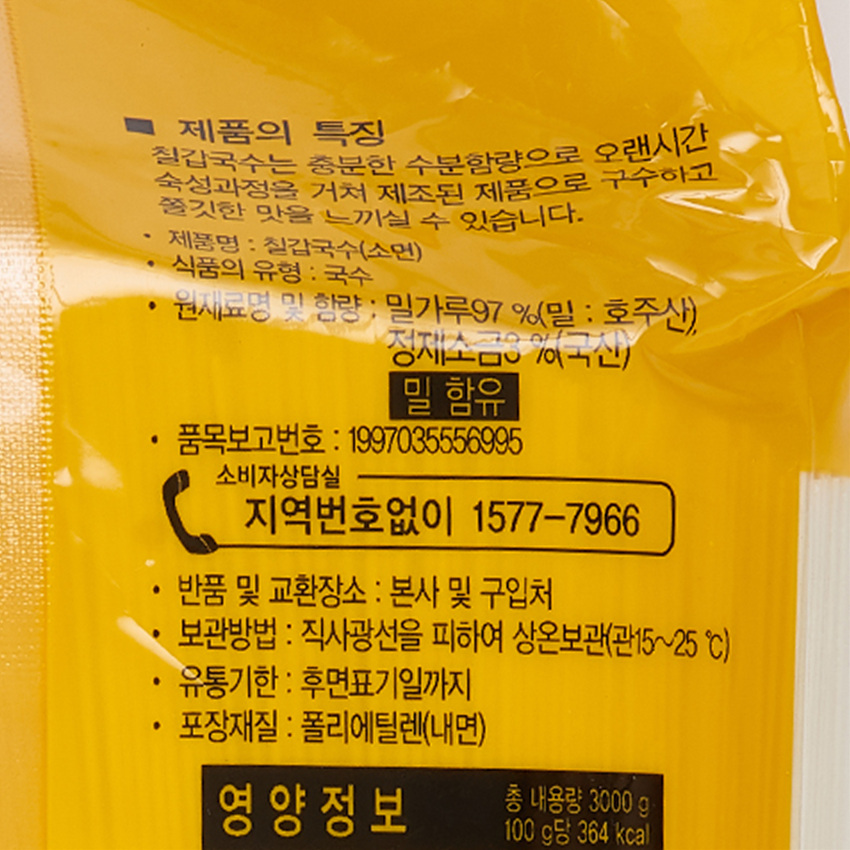 ■ 제품의 특징
칠갑국수는 충분한 수분함량으로 오랜시간
숙성과정을 거쳐 제조된 제품으로 구수하고
쫄깃한 맛을 느끼실 수 있습니다.
• 제품명 : 칠갑국수(소면)
• 식품의 유형 : 국수
• 원재료명 및 함량 : 밀가루97 %(밀 : 호주산),
정제소금3 %(국산)
밀 함유
• 품목보고번호 : 1997035556995
소비자상담실
지역번호없이 1577-7966
• 반품 및 교환장소 : 본사 및 구입처
• 보관방법 : 직사광선을 피하여 상온보관(관15~25 ℃)
• 유통기한 : 후면표기일까지
• 포장재질 : 폴리에틸렌(내면)
영양정보
총 내용량 3000 g
100 g당 364 kcal